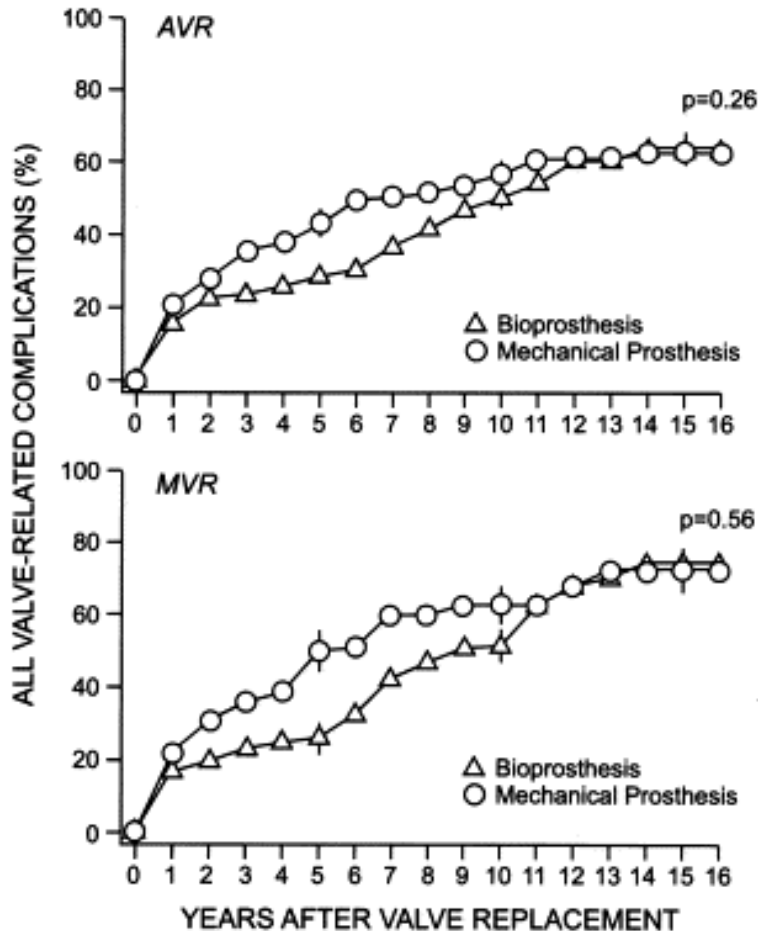 ALL VALVE-RELATED COMPLICATIONS (%)
AVR
100
80
60
40
20
0
p=0.26
Bioprosthesis
Mechanical Prosthesis
0 1 2 3 4 5 6 7 8 9 10 11 12 13 14 15 16
MVR
100
80
60
40
20
0
p=0.56
Bioprosthesis
Mechanical Prosthesis
0 1 2 3 4 5 6 7 8 9 10 11 12 13 14 15 16
YEARS AFTER VALVE REPLACEMENT